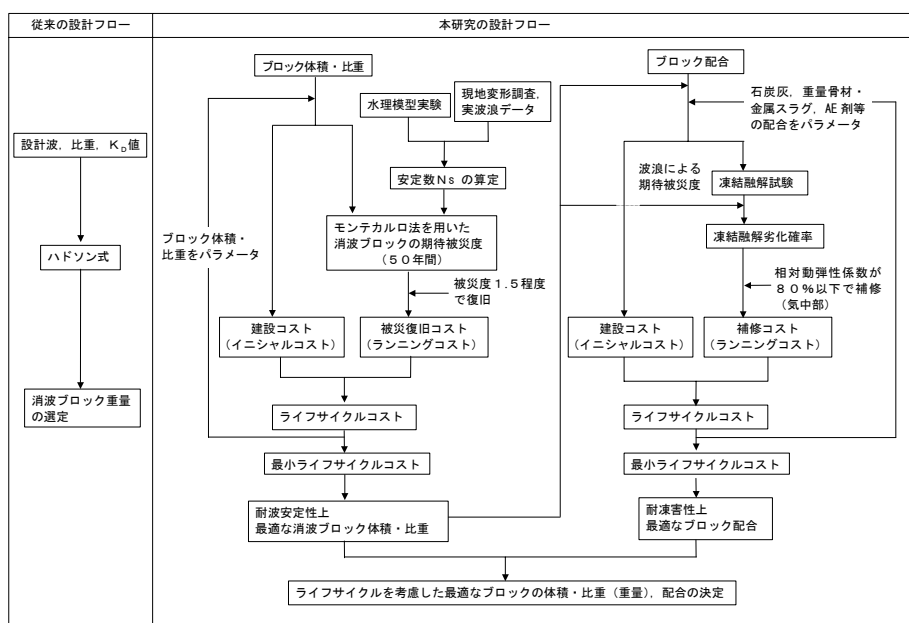 従来の設計フロー
本研究の設計フロー
設計波，比重，ＫD値
ハドソン式
消波ブロック重量
の選定
ブロック体積・比重
水理模型実験
現地変形調査，
実波浪データ
安定数Ｎｓ の算定
ブロック体積・
比重をパラメータ
モンテカルロ法を用いた
消波ブロックの期待被災度
（５０年間）
被災度１.５程度
で復旧
建設コスト
（イニシャルコスト）
被災復旧コスト
（ランニングコスト）
ライフサイクルコスト
最小ライフサイクルコスト
耐波安定性上
最適な消波ブロック体積・比重
ブロック配合
石炭灰，重量骨材・
金属スラグ，AE 剤等
の配合をパラメータ
波浪による
期待被災度
凍結融解試験
凍結融解劣化確率
相対動弾性係数が
８０％以下で補修
（気中部）
建設コスト
（イニシャルコスト）
補修コスト
（ランニングコスト）
ライフサイクルコスト
最小ライフサイクルコスト
耐凍害性上
最適なブロック配合
ライフサイクルを考慮した最適なブロックの体積・比重（重量），配合の決定